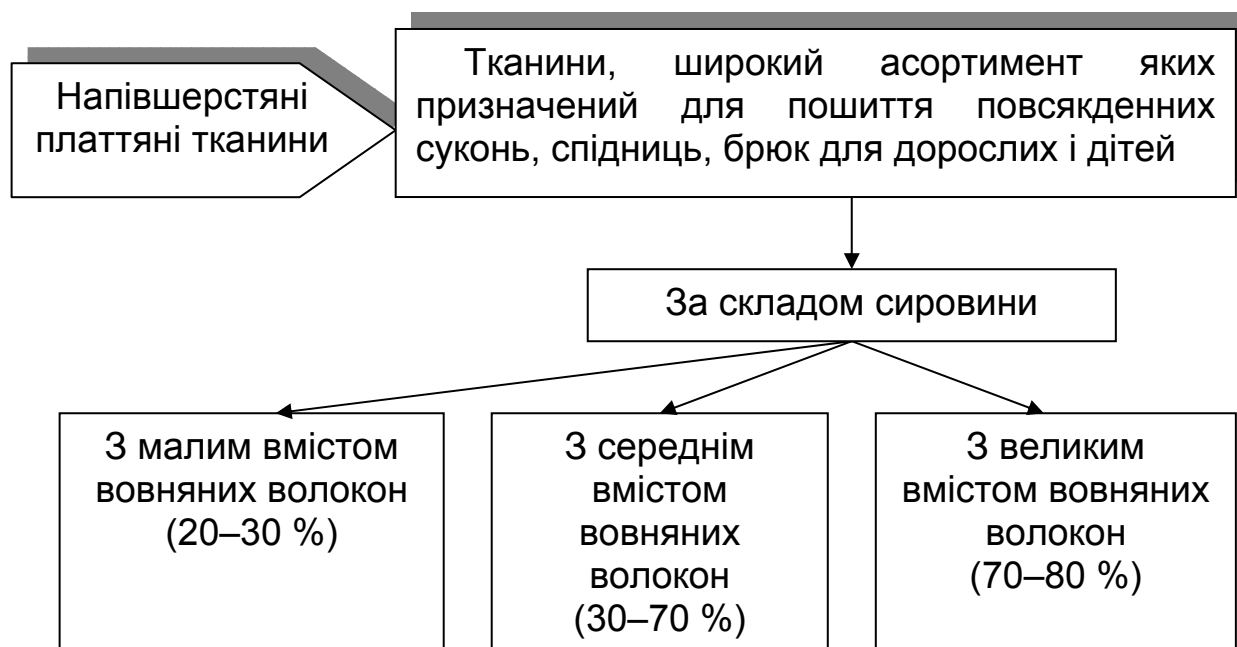 Напівшерстяні
платтяні тканини
Тканини, широкий асортимент яких
призначений для пошиття повсякденних
суконь, спідниць, брюк для дорослих і дітей
За складом сировини
З малим вмістом
вовняних волокон
(20–30 %)
З середнім
вмістом
вовняних
волокон
(30–70 %)
З великим
вмістом вовняних
волокон
(70–80 %)